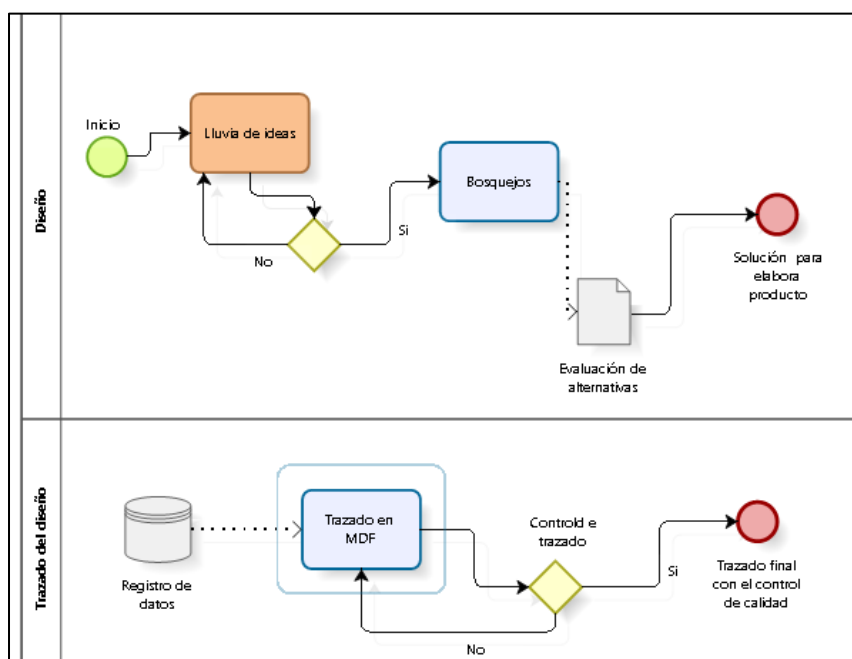 Diseño
Inicio
Lluvia de ideas
No
Si
Bosquejos
Evaluación de
alternativas
Solución para
elabora
producto
Trazado del diseño
Registro de
datos
Trazado en
MDF
Controld e
trazado
No
Si
Trazado final
con el control
de calidad